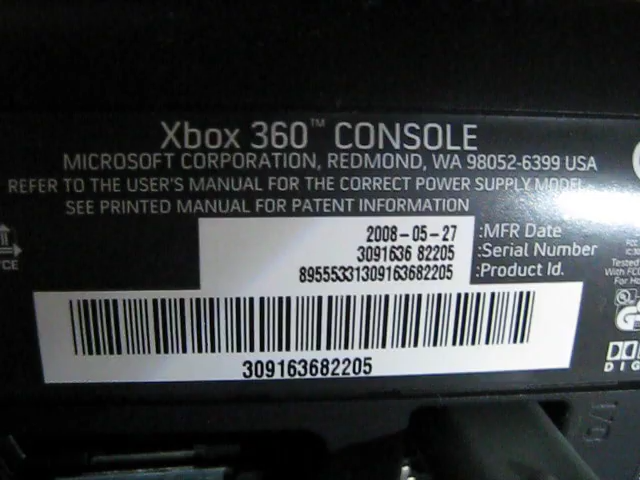 Xbox 360™ CONSOLE
MICROSOFT CORPORATION, REDMOND, WA 98052-6399 USA
REFER TO THE USER'S MANUAL FOR THE CORRECT POWER SUPPLY MODEL
SEE PRINTED MANUAL FOR PATENT INFORMATION
2008-05-27 :MFR Date
3091636 82205 :Serial Number
89555331309163682205 :Product Id.
309163682205